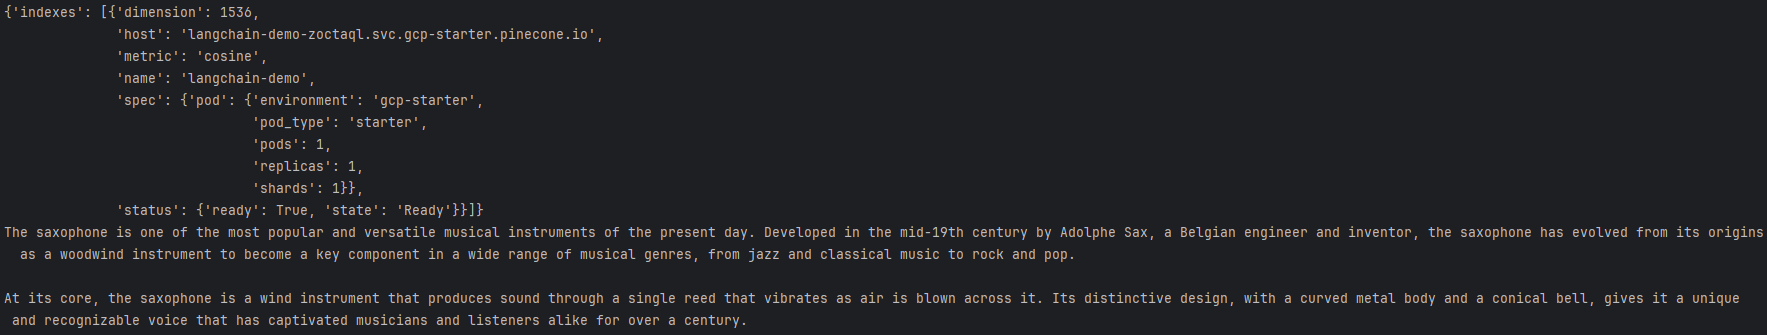 {'indexes': [{'dimension': 1536,
'host': 'langchain-demo-zoctaql.svc.gcp-starter.pinecone.io',
'metric': 'cosine',
'name': 'langchain-demo',
'spec': {'pod': {'environment': 'gcp-starter',
'pod_type': 'starter',
'pods': 1,
'replicas': 1,
'shards': 1}},
'status': {'ready': True, 'state': 'Ready'}}]}
The saxophone is one of the most popular and versatile musical instruments of the present day. Developed in the mid-19th century by Adolphe Sax, a Belgian engineer and inventor, the saxophone has evolved from its origins
as a woodwind instrument to become a key component in a wide range of musical genres, from jazz and classical music to rock and pop.
At its core, the saxophone is a wind instrument that produces sound through a single reed that vibrates as air is blown across it. Its distinctive design, with a curved metal body and a conical bell, gives it a unique
and recognizable voice that has captivated musicians and listeners alike for over a century.